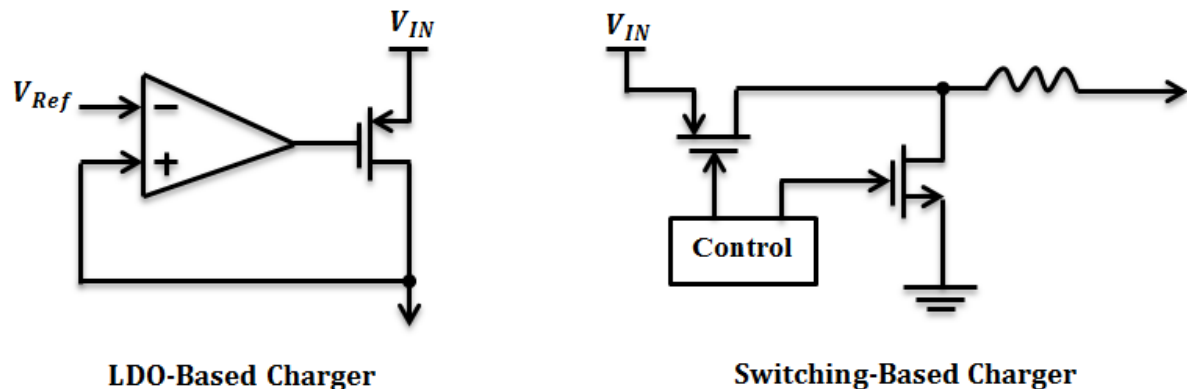 V_IN
V_Ref
−
+
LDO-Based Charger
V_IN
Control
Switching-Based Charger